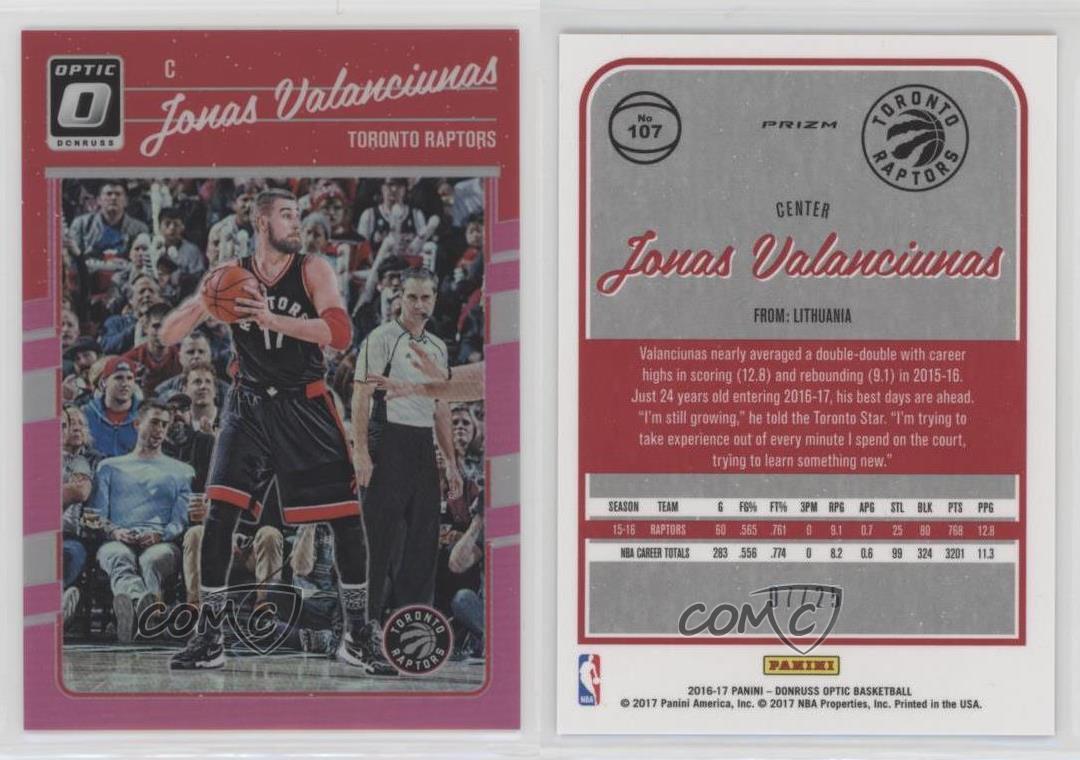 OPTIC
DONRUSS
C
Jonas Valanciunas
TORONTO RAPTORS
TORO
17
TORONTO
RAPTORS
COMC
No
107
PRIZM
TORONTO
RAPTORS
CENTER
Jonas Valanciunas
FROM: LITHUANIA
Valanciunas nearly averaged a double-double with career
highs in scoring (12.8) and rebounding (9.1) in 2015-16.
Just 24 years old entering 2016-17, his best days are ahead.
"I'm still growing," he told the Toronto Star. "I'm trying to
take experience out of every minute I spend on the court,
trying to learn something new."
SEASON TEAM G FG% FT% 3PM RPG APG STL BLK PTS PPG
15-16 RAPTORS 60 .565 .761 0 9.1 0.7 25 80 768 12.8
NBA CAREER TOTALS 283 .556 .774 0 8.2 0.6 99 324 3201 11.3
07/25
COMC
PANINI
NBA
2016-17 PANINI – DONRUSS OPTIC BASKETBALL
© 2017 Panini America, Inc. © 2017 NBA Properties, Inc. Printed in the USA.